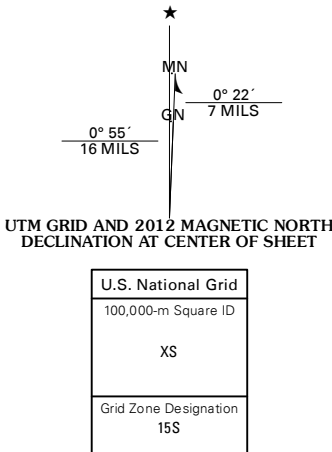 ★
MN
GN
0° 22´
7 MILS
0° 55´
16 MILS
UTM GRID AND 2012 MAGNETIC NORTH
DECLINATION AT CENTER OF SHEET
U.S. National Grid
100,000-m Square ID
XS
Grid Zone Designation
15S